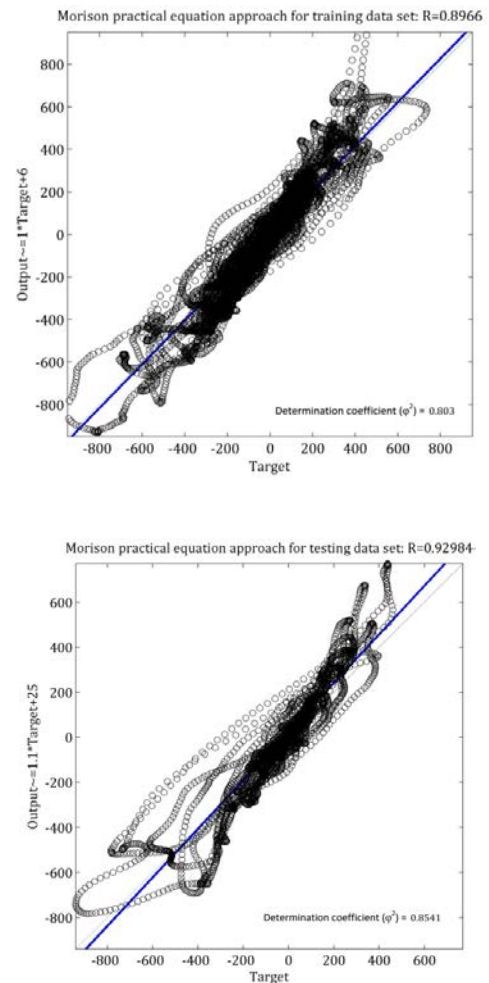 Morison practical equation approach for training data set: R=0.8966
800
600
400
200
0
-200
-400
-600
-800
Output~=1*Target+6
Determination coefficient (φ²) = 0.803
-800 -600 -400 -200 0 200 400 600 800
Target
Morison practical equation approach for testing data set: R=0.92984
600
400
200
0
-200
-400
-600
-800
Output~=1.1*Target+25
Determination coefficient (φ²) = 0.8541
-800 -600 -400 -200 0 200 400 600
Target